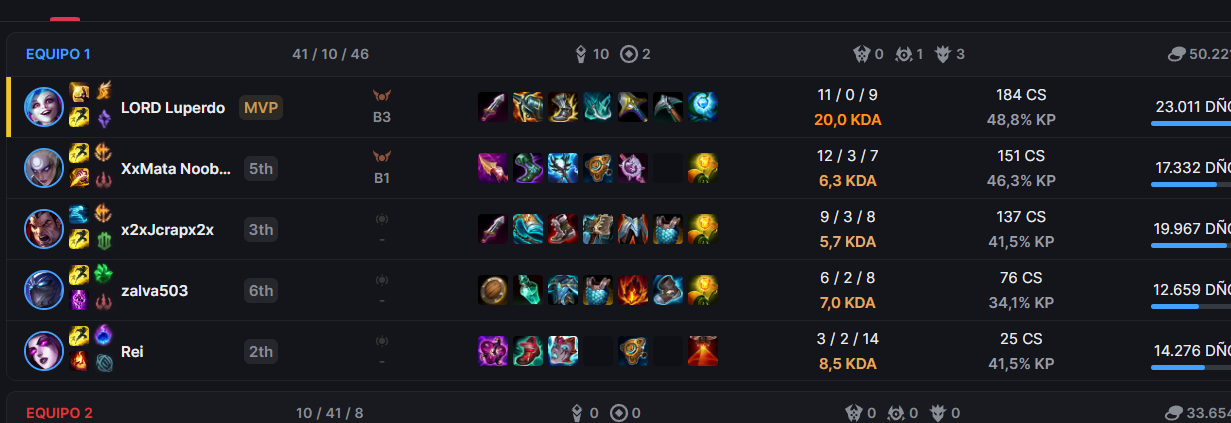 EQUIPO 1 41 / 10 / 46 10 2 0 1 3 50.22
LORD Luperdo MVP B3 11 / 0 / 9 20,0 KDA 184 CS 48,8% KP 23.011 DÑ
XxMata Noob... 5th B1 12 / 3 / 7 6,3 KDA 151 CS 46,3% KP 17.332 DÑ
x2xJcrapx2x 3th - 9 / 3 / 8 5,7 KDA 137 CS 41,5% KP 19.967 DÑ
zalva503 6th - 6 / 2 / 8 7,0 KDA 76 CS 34,1% KP 12.659 DÑ
Rei 2th - 3 / 2 / 14 8,5 KDA 25 CS 41,5% KP 14.276 DÑ
EQUIPO 2 10 / 41 / 8 0 0 0 0 0 33.654